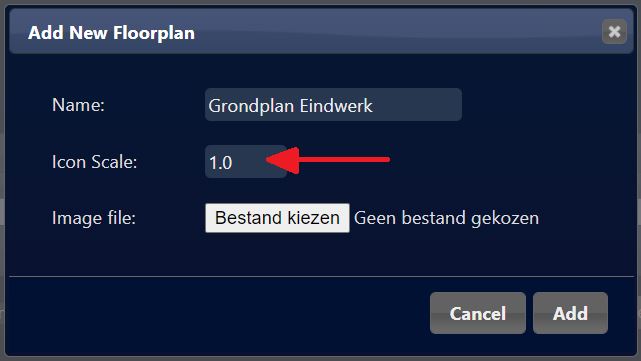 Add New Floorplan
Name: Grondplan Eindwerk
Icon Scale: 1.0
Image file: Bestand kiezen Geen bestand gekozen
Cancel Add